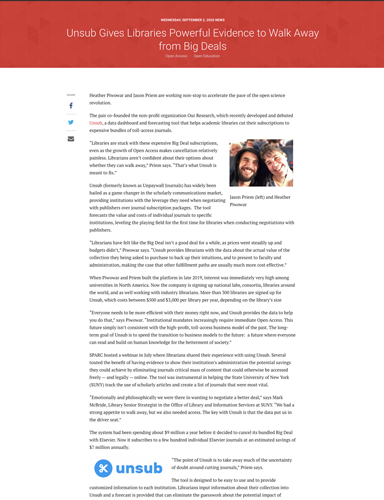 WEDNESDAY, SEPTEMBER 2, 2020 NEWS
Unsub Gives Libraries Powerful Evidence to Walk Away
from Big Deals
Open Access Open Education
SHARE
Heather Piwowar and Jason Priem are working non-stop to accelerate the pace of the open science
revolution.
The pair co-founded the non-profit organization Our Research, which recently developed and debuted
Unsub, a data dashboard and forecasting tool that helps academic libraries cut their subscriptions to
expensive bundles of toll-access journals.
"Libraries are stuck with these expensive Big Deal subscriptions,
even as the growth of Open Access makes cancellation relatively
painless. Librarians aren't confident about their options about
whether they can walk away," Priem says. "That's what Unsub is
meant to fix."
Jason Priem (left) and Heather
Piwowar
Unsub (formerly known as Unpaywall Journals) has widely been
hailed as a game changer in the scholarly communications market,
providing institutions with the leverage they need when negotiating
with publishers over journal subscription packages. The tool
forecasts the value and costs of individual journals to specific
institutions, leveling the playing field for the first time for libraries when conducting negotiations with
publishers.
"Librarians have felt like the Big Deal isn't a good deal for a while, as prices went steadily up and
budgets didn't," Piwowar says. "Unsub provides librarians with the data about the actual value of the
collection they being asked to purchase to back up their intuitions, and to present to faculty and
administration, making the case that other fulfillment paths are usually much more cost effective."
When Piwowar and Priem built the platform in late 2019, interest was immediately very high among
universities in North America. Now the company is signing up national labs, consortia, libraries around
the world, and as well working with industry librarians. More than 300 libraries are signed up for
Unsub, which costs between $500 and $3,000 per library per year, depending on the library's size
"Everyone needs to be more efficient with their money right now, and Unsub provides the data to help
you do that," says Piwowar. "Institutional mandates increasingly require immediate Open Access. This
future simply isn't consistent with the high-profit, toll-access business model of the past. The long-
term goal of Unsub is to spend the transition to business models to the future: a future where everyone
can read and build on human knowledge for the betterment of society."
SPARC hosted a webinar in July where librarians shared their experience with using Unsub. Several
touted the benefit of having evidence to show their institution's administration the potential savings
they could achieve by eliminating journals critical mass of content that could otherwise be accessed
freely — and legally — online. The tool was instrumental in helping the State University of New York
(SUNY) track the use of scholarly articles and create a list of journals that were most vital.
"Emotionally and philosophically we were there in wanting to negotiate a better deal," says Mark
McBride, Library Senior Strategist in the Office of Library and Information Services at SUNY. "We had a
strong appetite to walk away, but we also needed access. The key with Unsub is that the data put us in
the driver seat."
The system had been spending about $9 million a year before it decided to cancel its bundled Big Deal
with Elsevier. Now it subscribes to a few hundred individual Elsevier journals at an estimated savings of
$7 million annually.
unsub
"The point of Unsub is to take away much of the uncertainty
of doubt around cutting journals," Priem says.
The tool is designed to be easy to use and to provide
customized information to each institution. Librarians input information about their collection into
Unsub and a forecast is provided that can eliminate the guesswork about the potential impact of